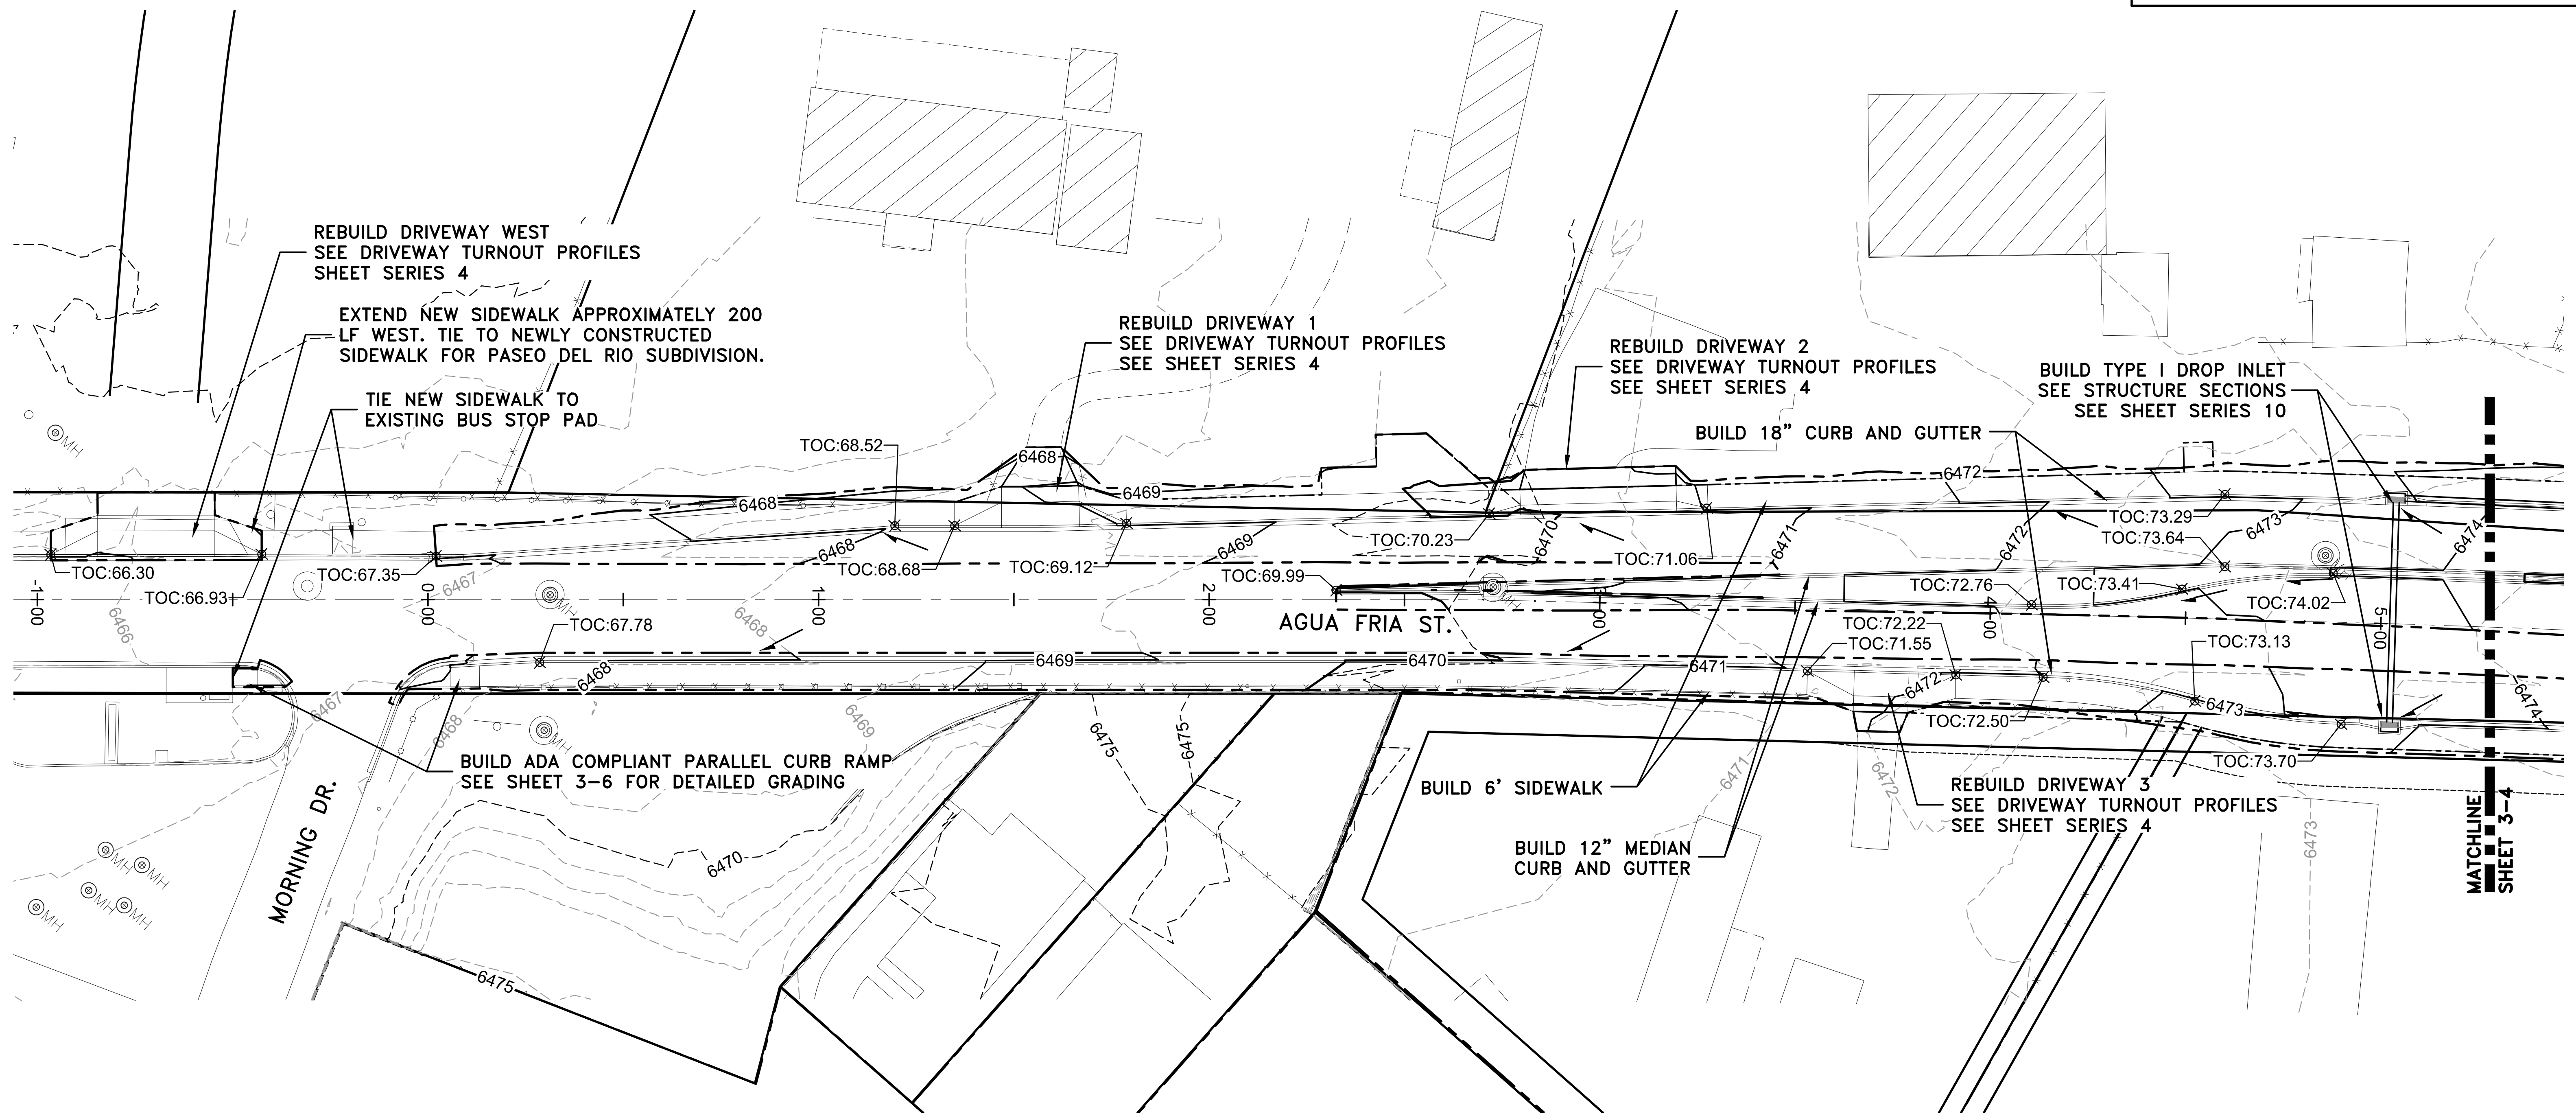 REBUILD DRIVEWAY WEST
SEE DRIVEWAY TURNOUT PROFILES
SHEET SERIES 4
EXTEND NEW SIDEWALK APPROXIMATELY 200
LF WEST. TIE TO NEWLY CONSTRUCTED
SIDEWALK FOR PASEO DEL RIO SUBDIVISION.
TIE NEW SIDEWALK TO
EXISTING BUS STOP PAD
REBUILD DRIVEWAY 1
SEE DRIVEWAY TURNOUT PROFILES
SEE SHEET SERIES 4
REBUILD DRIVEWAY 2
SEE DRIVEWAY TURNOUT PROFILES
SEE SHEET SERIES 4
BUILD TYPE I DROP INLET
SEE STRUCTURE SECTIONS
SEE SHEET SERIES 10
BUILD 18" CURB AND GUTTER
MH
TOC:68.52
6468
6468
6469
6472
TOC:73.29
6473
TOC:73.64
6474
TOC:66.30
TOC:66.93
TOC:67.35
6468
TOC:68.68
TOC:69.12
6469
TOC:70.23
6470
TOC:71.06
6471
6472
TOC:69.99
TOC:72.76
TOC:73.41
TOC:74.02
-1+00
0+00
1+00
2+00
3+00
4+00
5+00
6466
6467
MH
6468
MH
MH
AGUA FRIA ST.
TOC:67.78
TOC:72.22
TOC:71.55
TOC:73.13
6468
6469
6470
6471
6472
6473
6474
TOC:72.50
TOC:73.70
6467
6468
MH
6469
6475
6475
6471
6472
6473
BUILD ADA COMPLIANT PARALLEL CURB RAMP
SEE SHEET 3-6 FOR DETAILED GRADING
BUILD 6' SIDEWALK
BUILD 12" MEDIAN
CURB AND GUTTER
REBUILD DRIVEWAY 3
SEE DRIVEWAY TURNOUT PROFILES
SEE SHEET SERIES 4
MORNING DR.
6470
6475
MH
MH
MH
MH
MH
MATCHLINE
SHEET 3-4